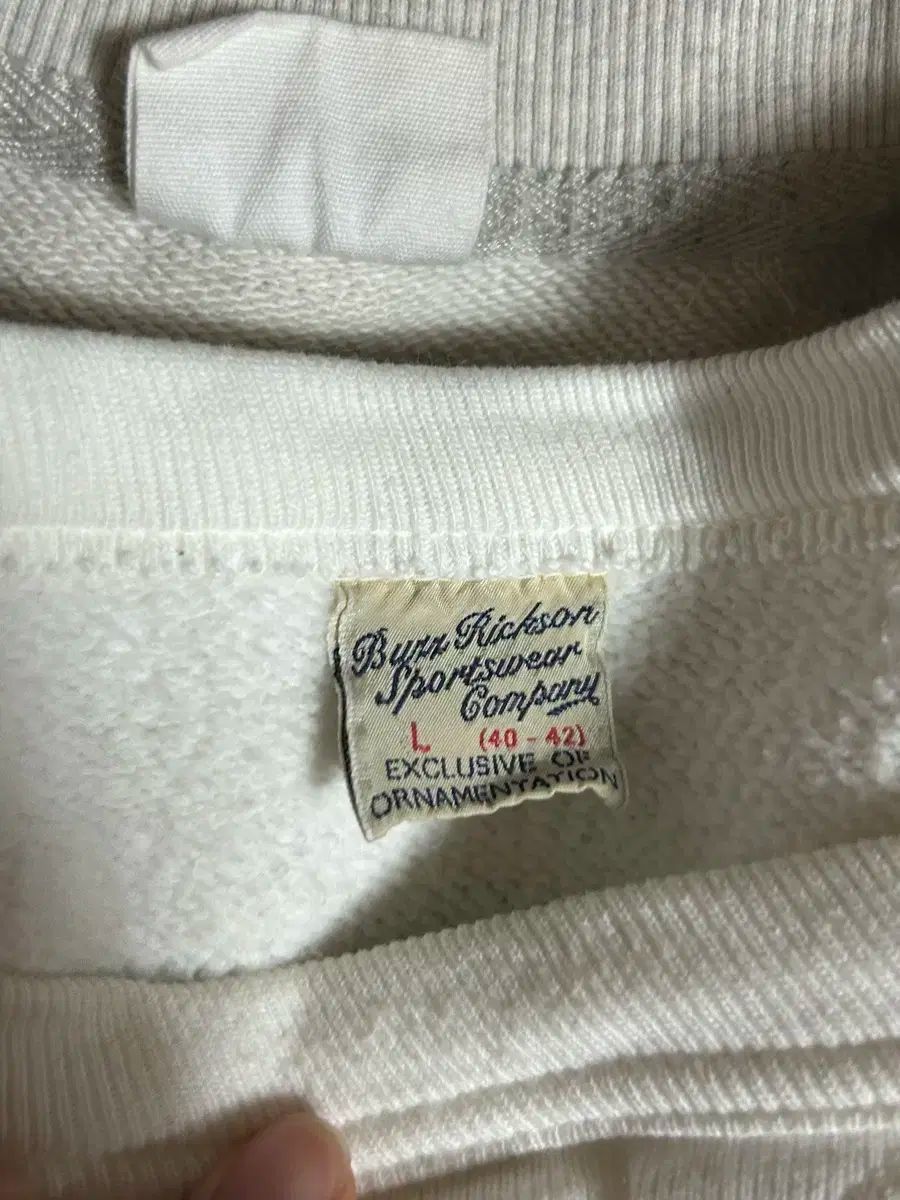 Buzz Rickson
Sportswear
Company
L (40 - 42)
EXCLUSIVE OF
ORNAMENTATION